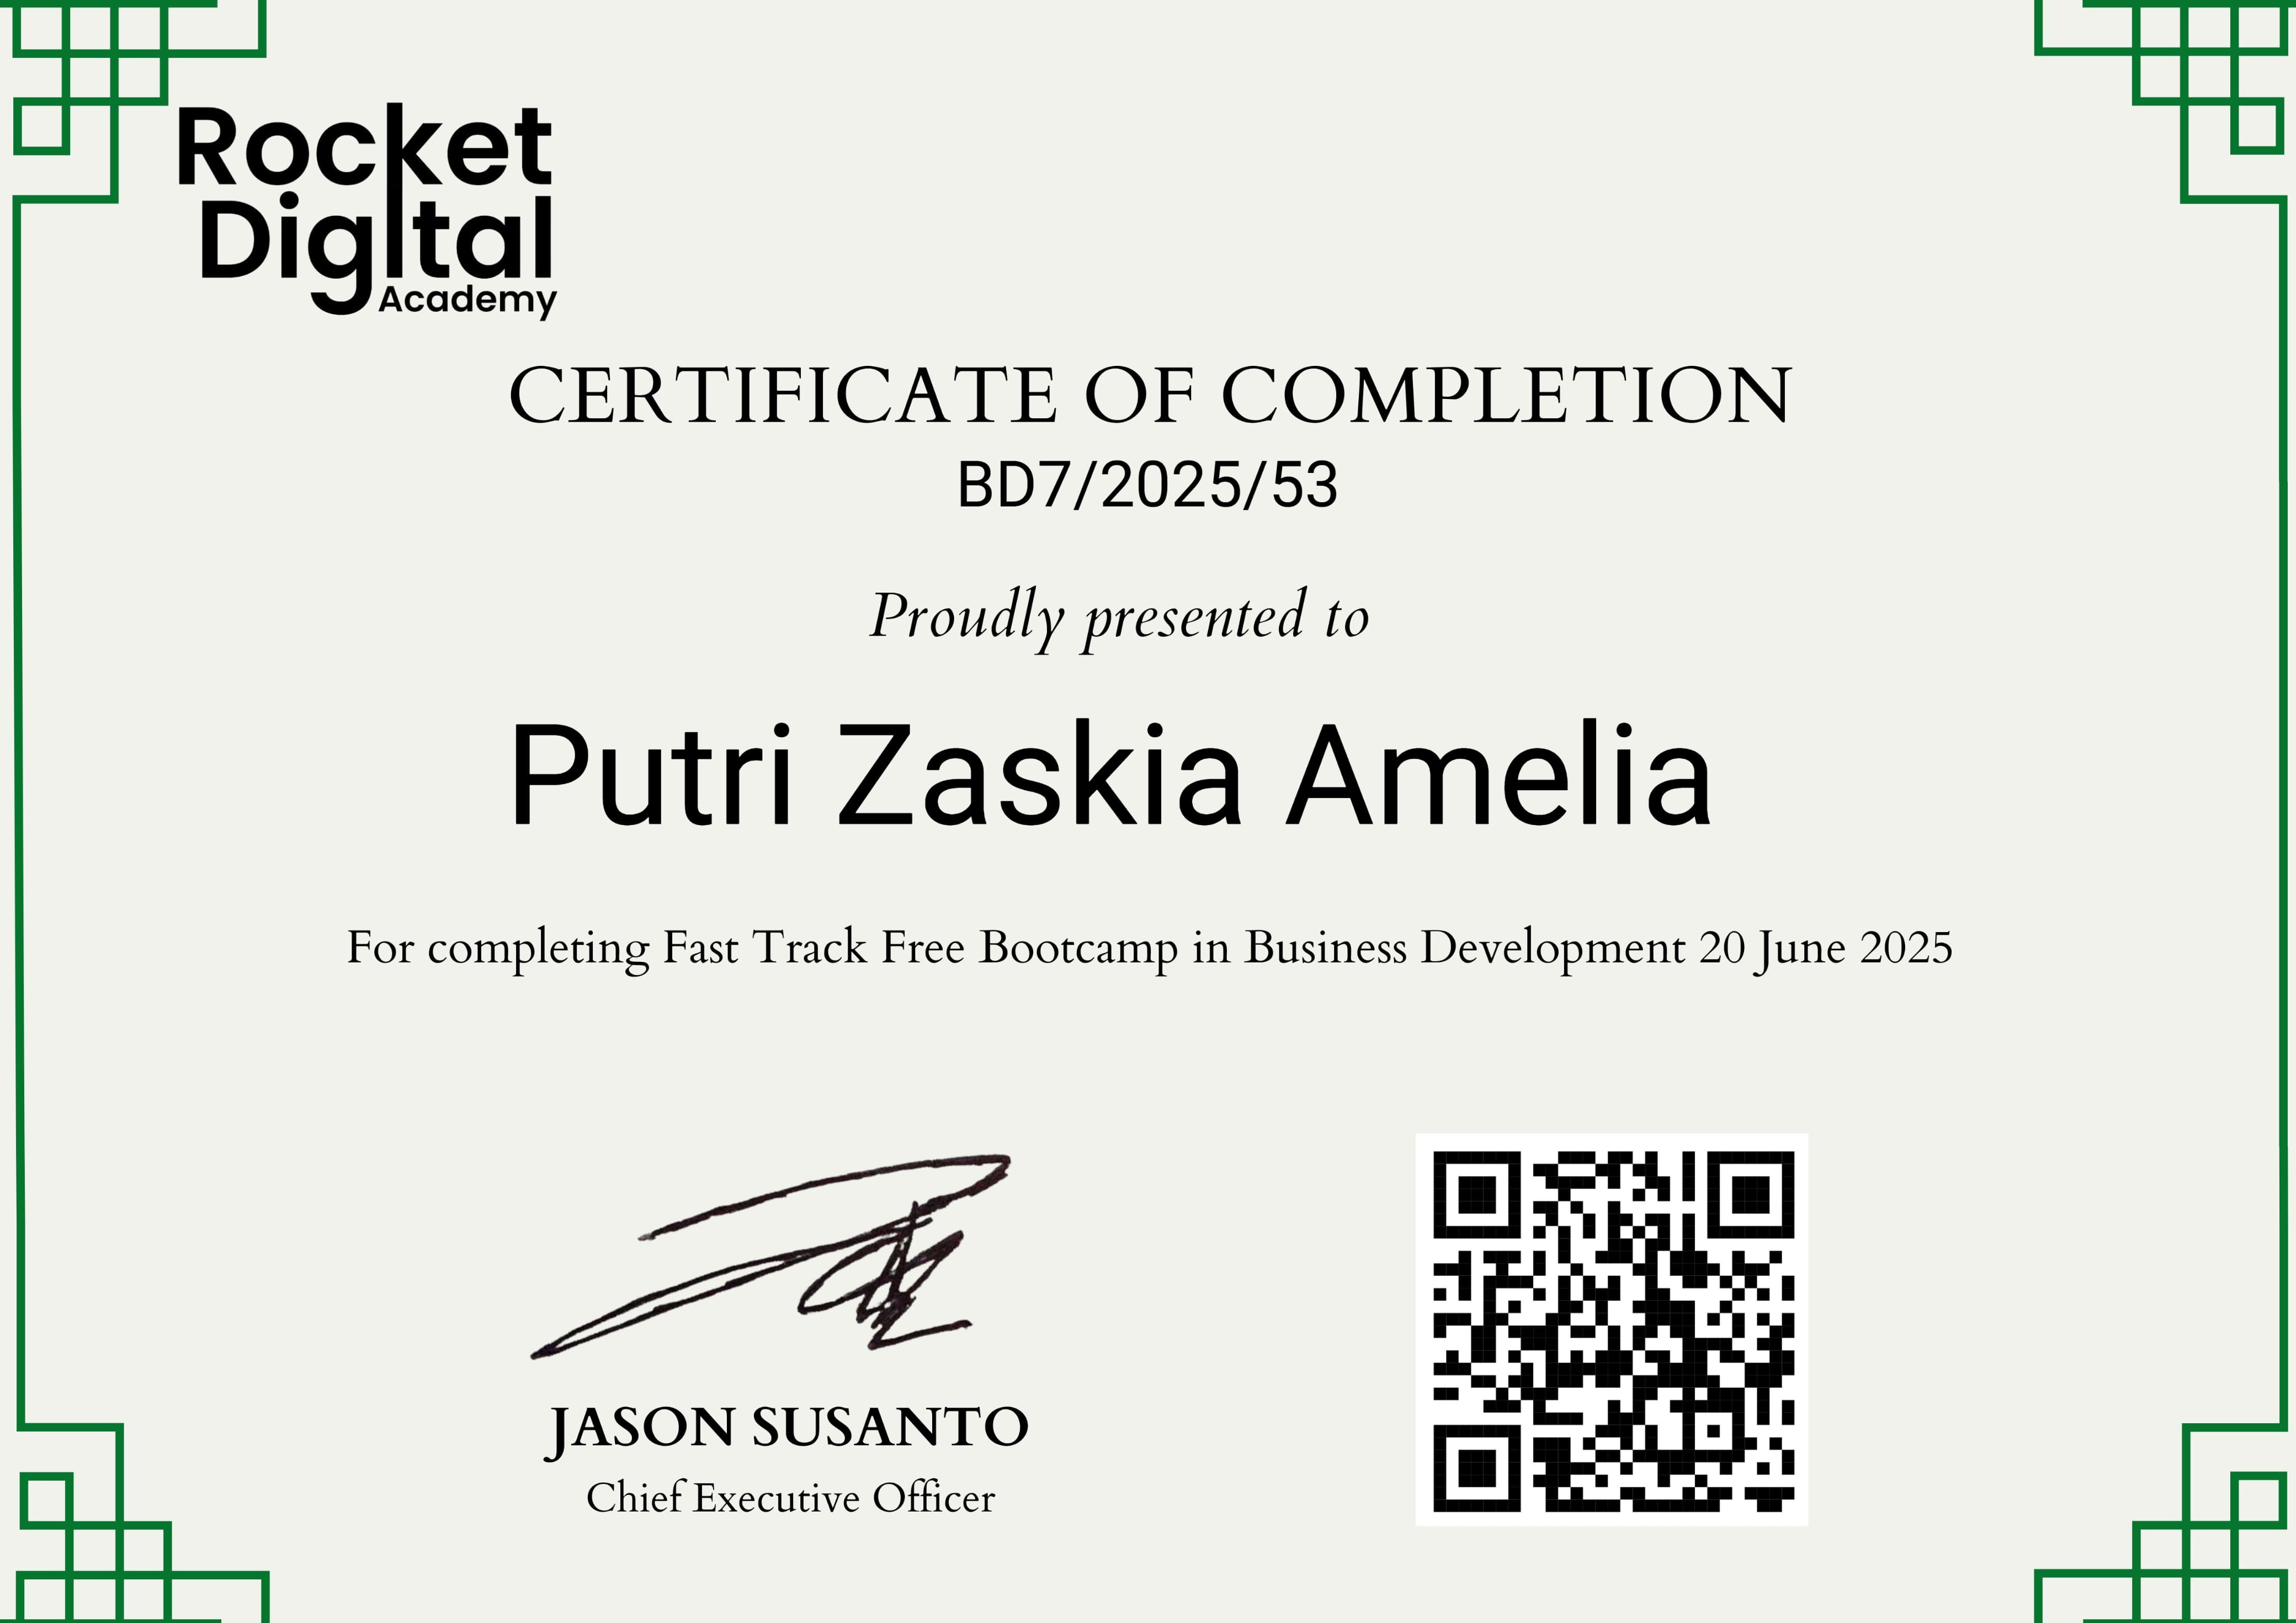 Rocket
Digital
Academy
CERTIFICATE OF COMPLETION
BD7/2025/53
Proudly presented to
Putri Zaskia Amelia
For completing Fast Track Free Bootcamp in Business Development 20 June 2025
JASON SUSANTO
Chief Executive Officer